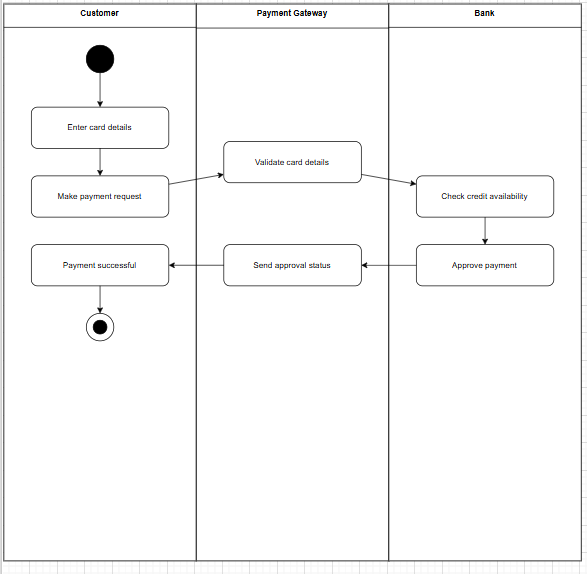 Customer
Payment Gateway
Bank
Enter card details
Validate card details
Make payment request
Check credit availability
Payment successful
Send approval status
Approve payment